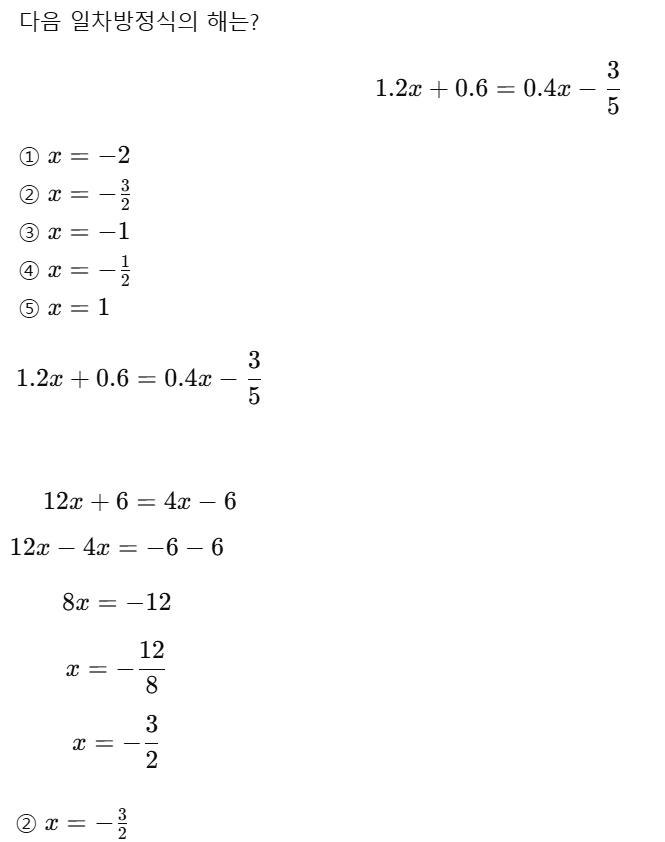 다음 일차방정식의 해는?
1.2x + 0.6 = 0.4x − 3/5
① x = −2
② x = −3/2
③ x = −1
④ x = −1/2
⑤ x = 1
1.2x + 0.6 = 0.4x − 3/5
12x + 6 = 4x − 6
12x − 4x = −6 − 6
8x = −12
x = −12/8
x = −3/2
② x = −3/2